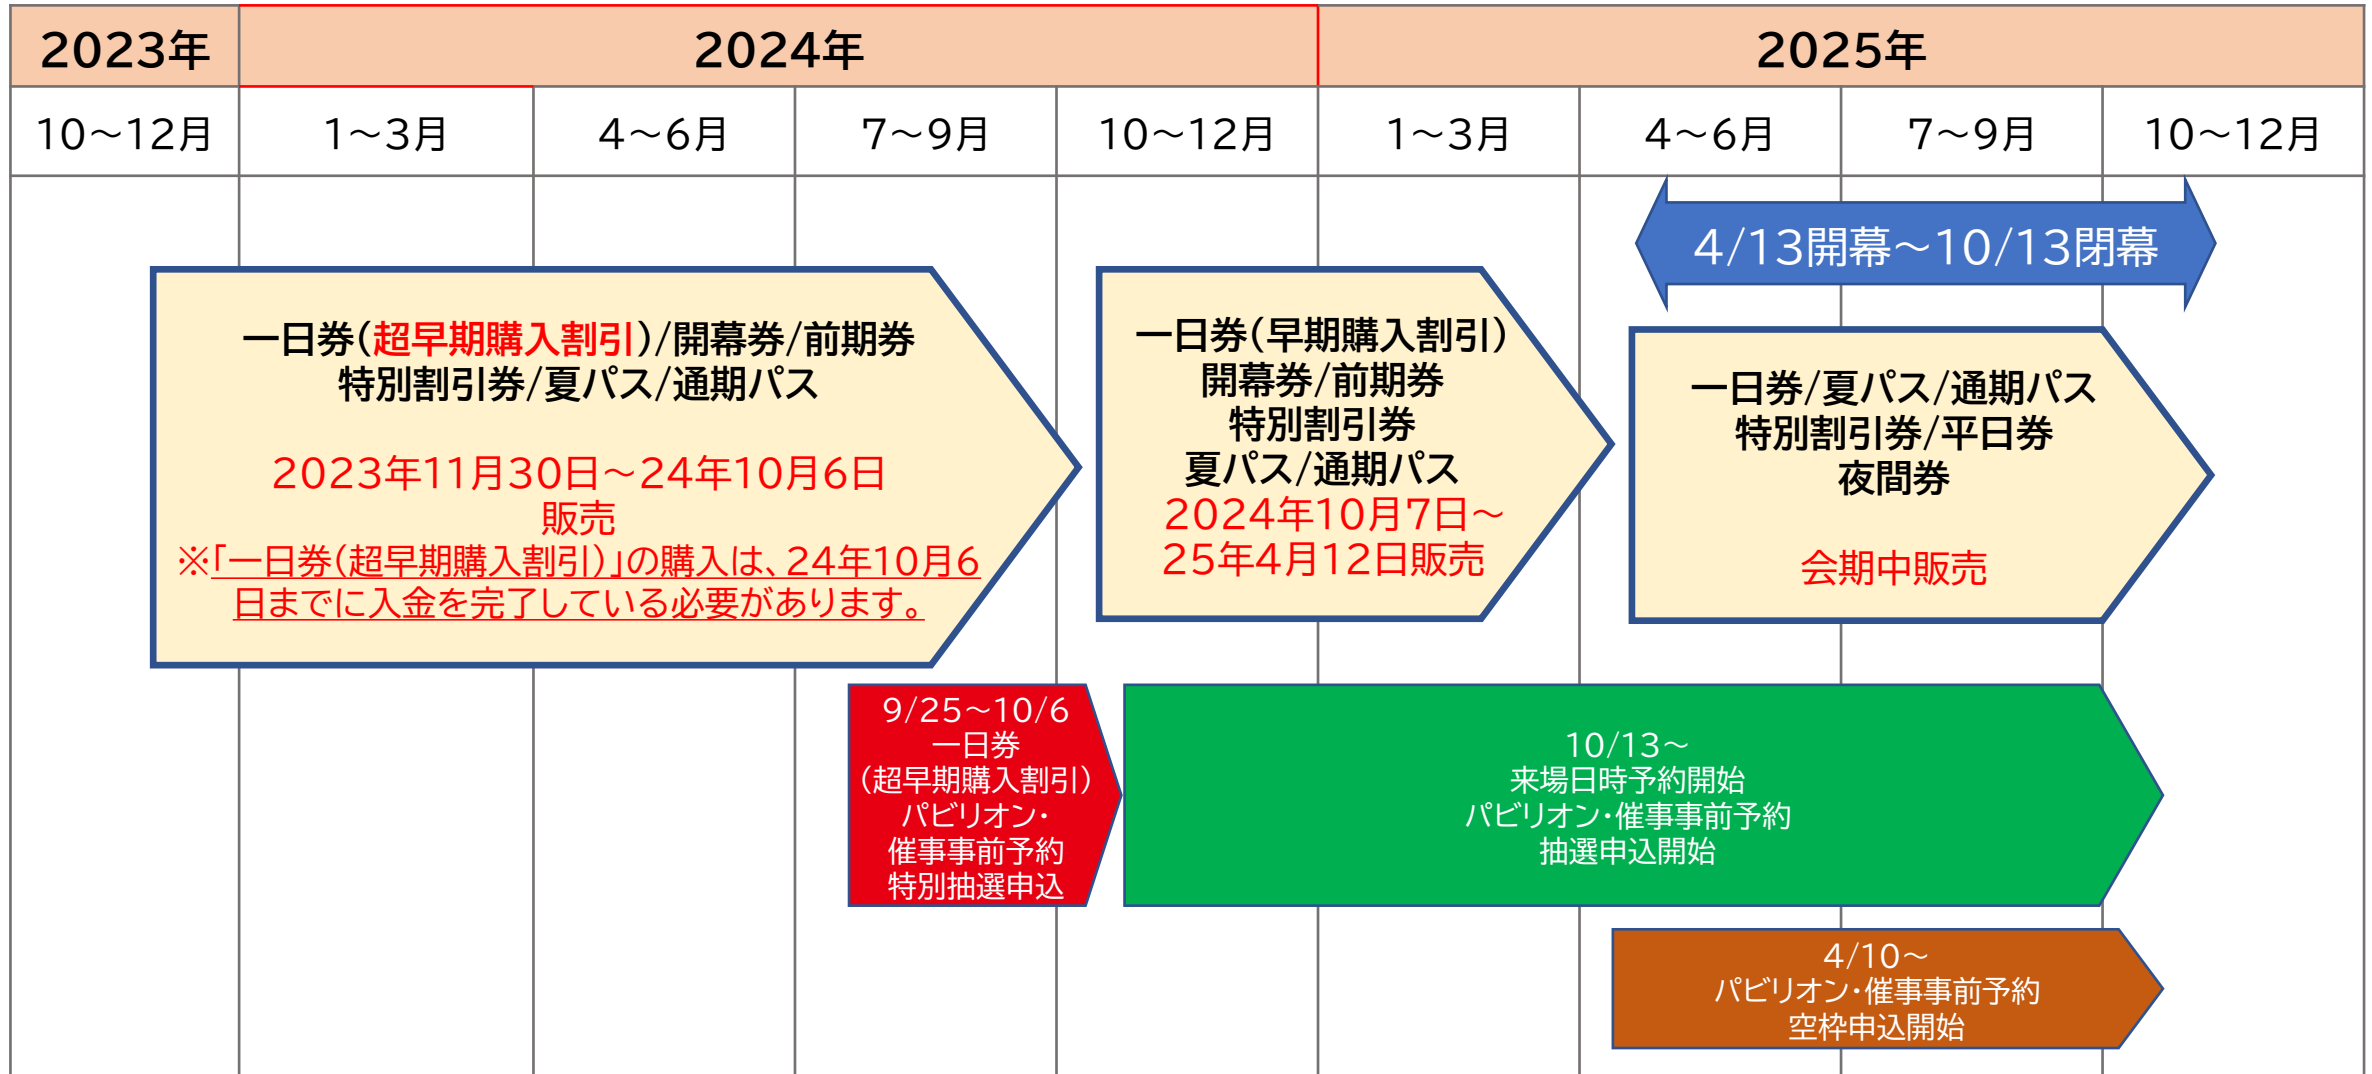 2023年 2024年 2025年
10～12月 1～3月 4～6月 7～9月 10～12月 1～3月 4～6月 7～9月 10～12月
4/13開幕～10/13閉幕
一日券(超早期購入割引)/開幕券/前期券
特別割引券/夏パス/通期パス
2023年11月30日～24年10月6日
販売
※「一日券(超早期購入割引)」の購入は、24年10月6
日までに入金を完了している必要があります。
一日券(早期購入割引)
開幕券/前期券
特別割引券
夏パス/通期パス
2024年10月7日～
25年4月12日販売
一日券/夏パス/通期パス
特別割引券/平日券
夜間券
会期中販売
9/25～10/6
一日券
(超早期購入割引)
パビリオン・
催事事前予約
特別抽選申込
10/13～
来場日時予約開始
パビリオン・催事事前予約
抽選申込開始
4/10～
パビリオン・催事事前予約
空枠申込開始